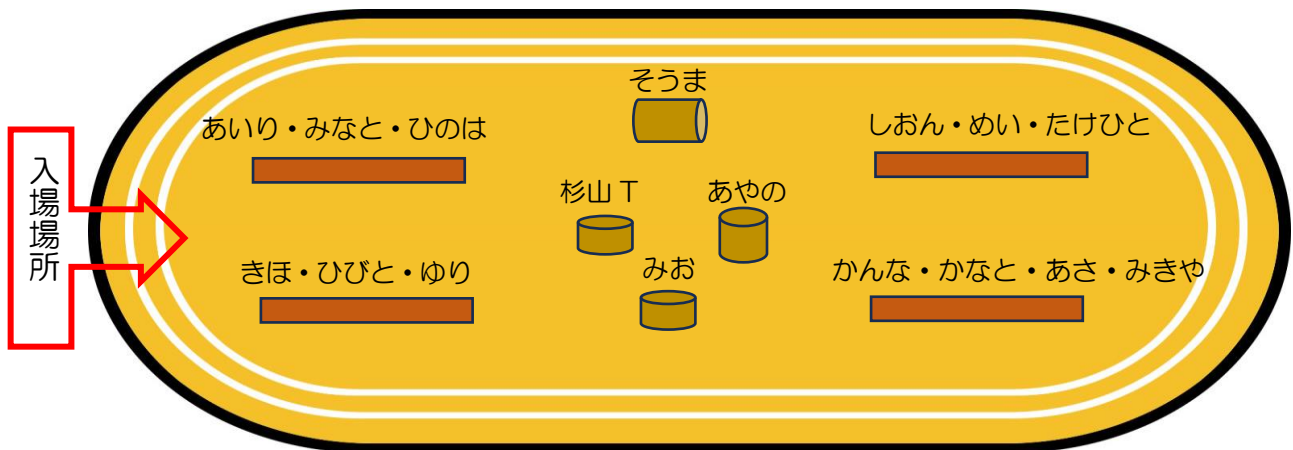 そうま
あいり・みなと・ひのは
しおん・めい・たけひと
入場場所
杉山T
あやの
きほ・ひびと・ゆり
みお
かんな・かなと・あさ・みきや